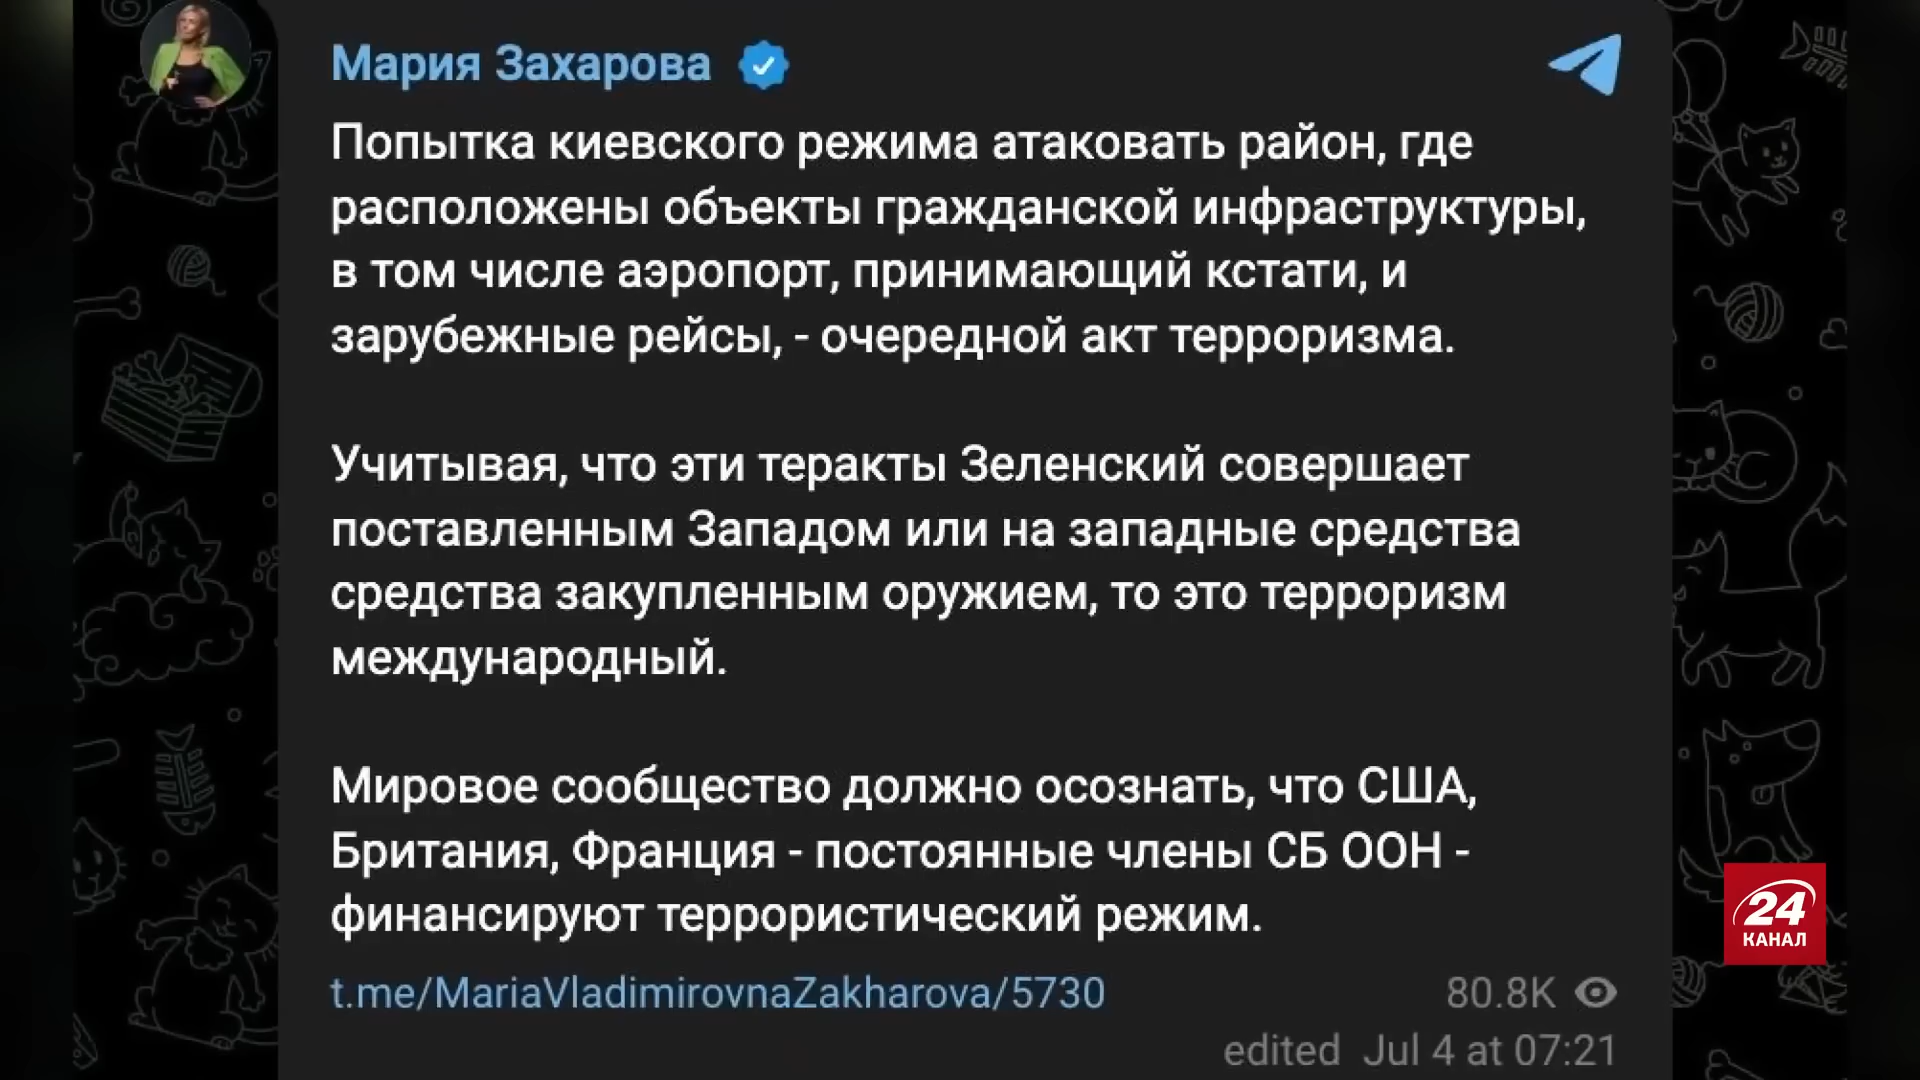 Мария Захарова
Попытка киевского режима атаковать район, где
расположены объекты гражданской инфраструктуры,
в том числе аэропорт, принимающий кстати, и
зарубежные рейсы, - очередной акт терроризма.
Учитывая, что эти теракты Зеленский совершает
поставленным Западом или на западные средства
средства закупленным оружием, то это терроризм
международный.
Мировое сообщество должно осознать, что США,
Британия, Франция - постоянные члены СБ ООН -
финансируют террористический режим.
t.me/MariaVladimirovnaZakharova/5730
80.8K
edited Jul 4 at 07:21
24
КАНАЛ